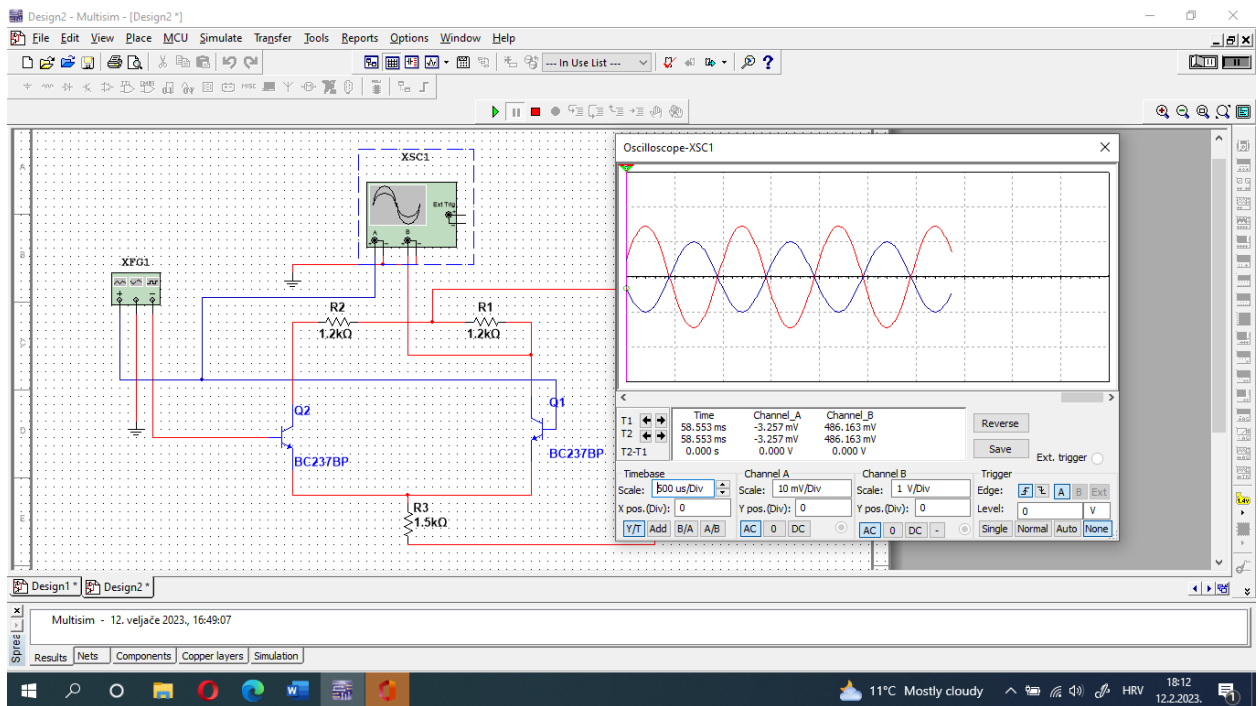 Design2 - Multisim - [Design2 *]
File Edit View Place MCU Simulate Transfer Tools Reports Options Window Help
--- In Use List ---
XSC1
Ext Trig
A B
XFG1
R2
1.2kΩ
R1
1.2kΩ
Q2
BC237BP
Q1
BC237BP
R3
1.5kΩ
A
B
C
D
E
Oscilloscope-XSC1
Time Channel_A Channel_B
T1 58.553 ms -3.257 mV 486.163 mV
T2 58.553 ms -3.257 mV 486.163 mV
T2-T1 0.000 s 0.000 V 0.000 V
Reverse
Save
Ext. trigger
Timebase Channel A Channel B Trigger
Scale: 500 us/Div Scale: 10 mV/Div Scale: 1 V/Div Edge: A B Ext
X pos.(Div): 0 Y pos.(Div): 0 Y pos.(Div): 0 Level: 0 V
Y/T Add B/A A/B AC 0 DC AC 0 DC - Single Normal Auto None
Design1 * Design2 *
Multisim - 12. veljače 2023., 16:49:07
Results Nets Components Copper layers Simulation
11°C Mostly cloudy HRV 18:12
12.2.2023.